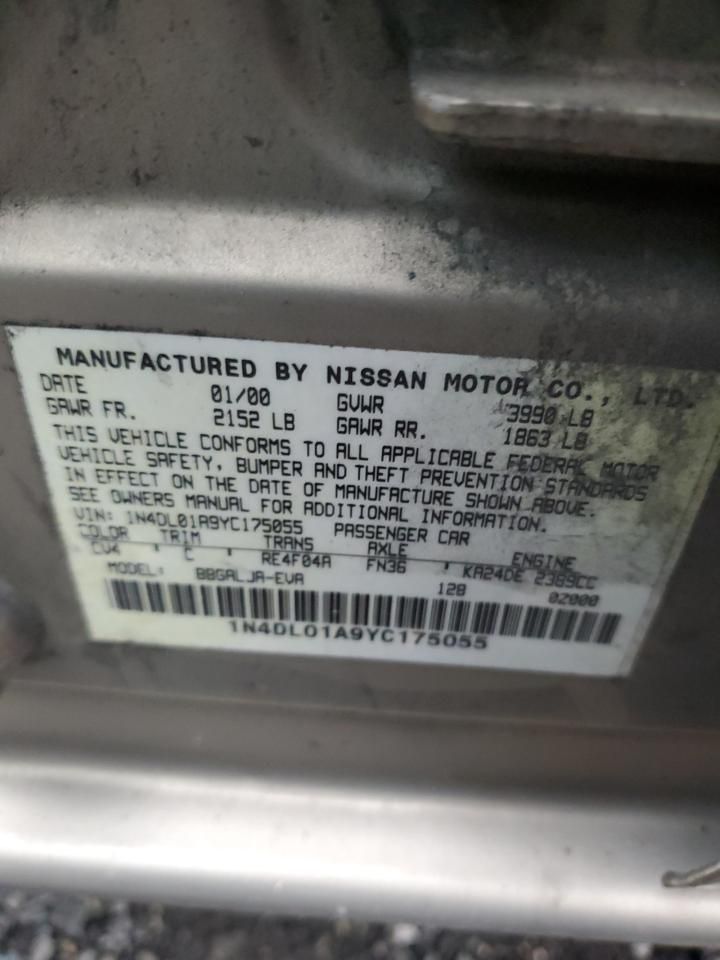 MANUFACTURED BY NISSAN MOTOR CO., LTD.
DATE 01/00 GVWR 3990 LB
GAWR FR. 2152 LB GAWR RR. 1863 LB
THIS VEHICLE CONFORMS TO ALL APPLICABLE FEDERAL MOTOR
VEHICLE SAFETY, BUMPER AND THEFT PREVENTION STANDARDS
IN EFFECT ON THE DATE OF MANUFACTURE SHOWN ABOVE.
SEE OWNERS MANUAL FOR ADDITIONAL INFORMATION.
VIN: 1N4DL01A9YC175055 PASSENGER CAR
COLOR TRIM TRANS AXLE ENGINE
CV4 ' C ' RE4F04A FN36 ' KA24DE 2389CC
MODEL: BBGALJA-EVA 128 0Z000
1N4DL01A9YC175055